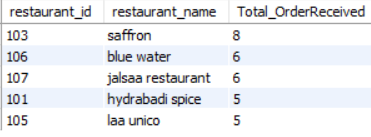 restaurant_id restaurant_name Total_OrderReceived
103 saffron 8
106 blue water 6
107 jalsaa restaurant 6
101 hydrabadi spice 5
105 laa unico 5